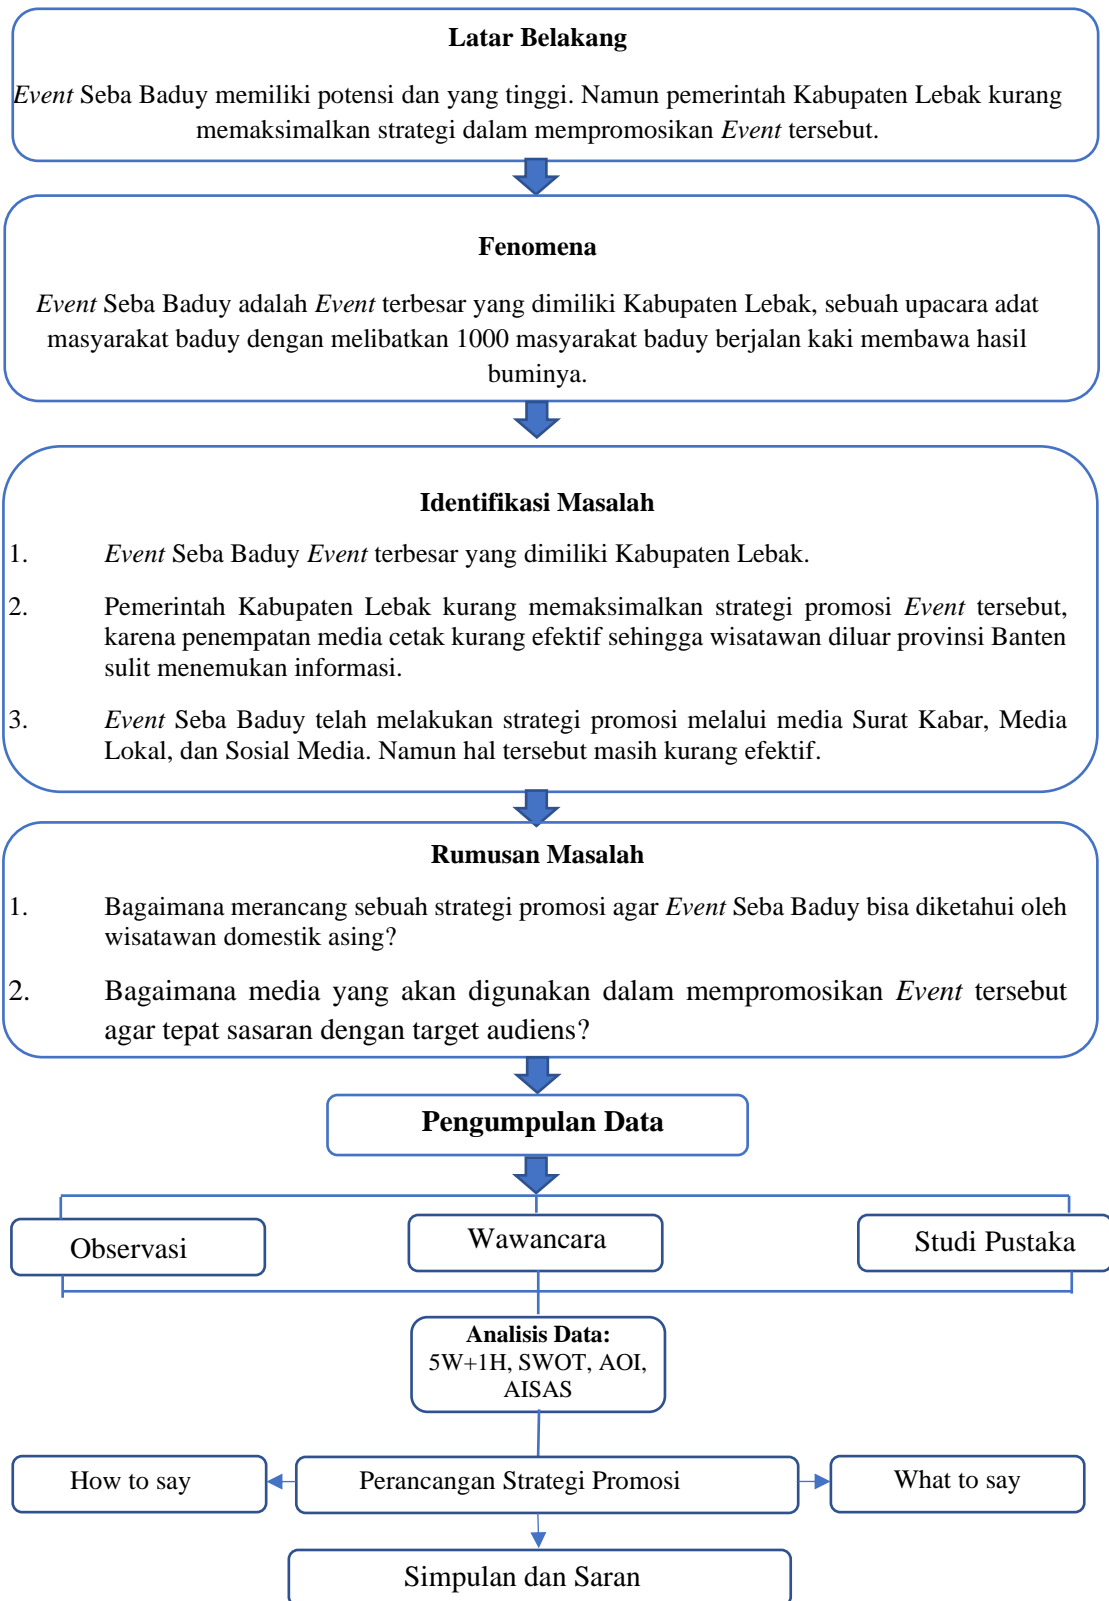 Latar Belakang
Event Seba Baduy memiliki potensi dan yang tinggi. Namun pemerintah Kabupaten Lebak kurang
memaksimalkan strategi dalam mempromosikan Event tersebut.
Fenomena
Event Seba Baduy adalah Event terbesar yang dimiliki Kabupaten Lebak, sebuah upacara adat
masyarakat baduy dengan melibatkan 1000 masyarakat baduy berjalan kaki membawa hasil
buminya.
Identifikasi Masalah
1. Event Seba Baduy Event terbesar yang dimiliki Kabupaten Lebak.
2. Pemerintah Kabupaten Lebak kurang memaksimalkan strategi promosi Event tersebut,
karena penempatan media cetak kurang efektif sehingga wisatawan diluar provinsi Banten
sulit menemukan informasi.
3. Event Seba Baduy telah melakukan strategi promosi melalui media Surat Kabar, Media
Lokal, dan Sosial Media. Namun hal tersebut masih kurang efektif.
Rumusan Masalah
1. Bagaimana merancang sebuah strategi promosi agar Event Seba Baduy bisa diketahui oleh
wisatawan domestik asing?
2. Bagaimana media yang akan digunakan dalam mempromosikan Event tersebut
agar tepat sasaran dengan target audiens?
Pengumpulan Data
Observasi
Wawancara
Studi Pustaka
Analisis Data:
5W+1H, SWOT, AOI,
AISAS
How to say
Perancangan Strategi Promosi
What to say
Simpulan dan Saran